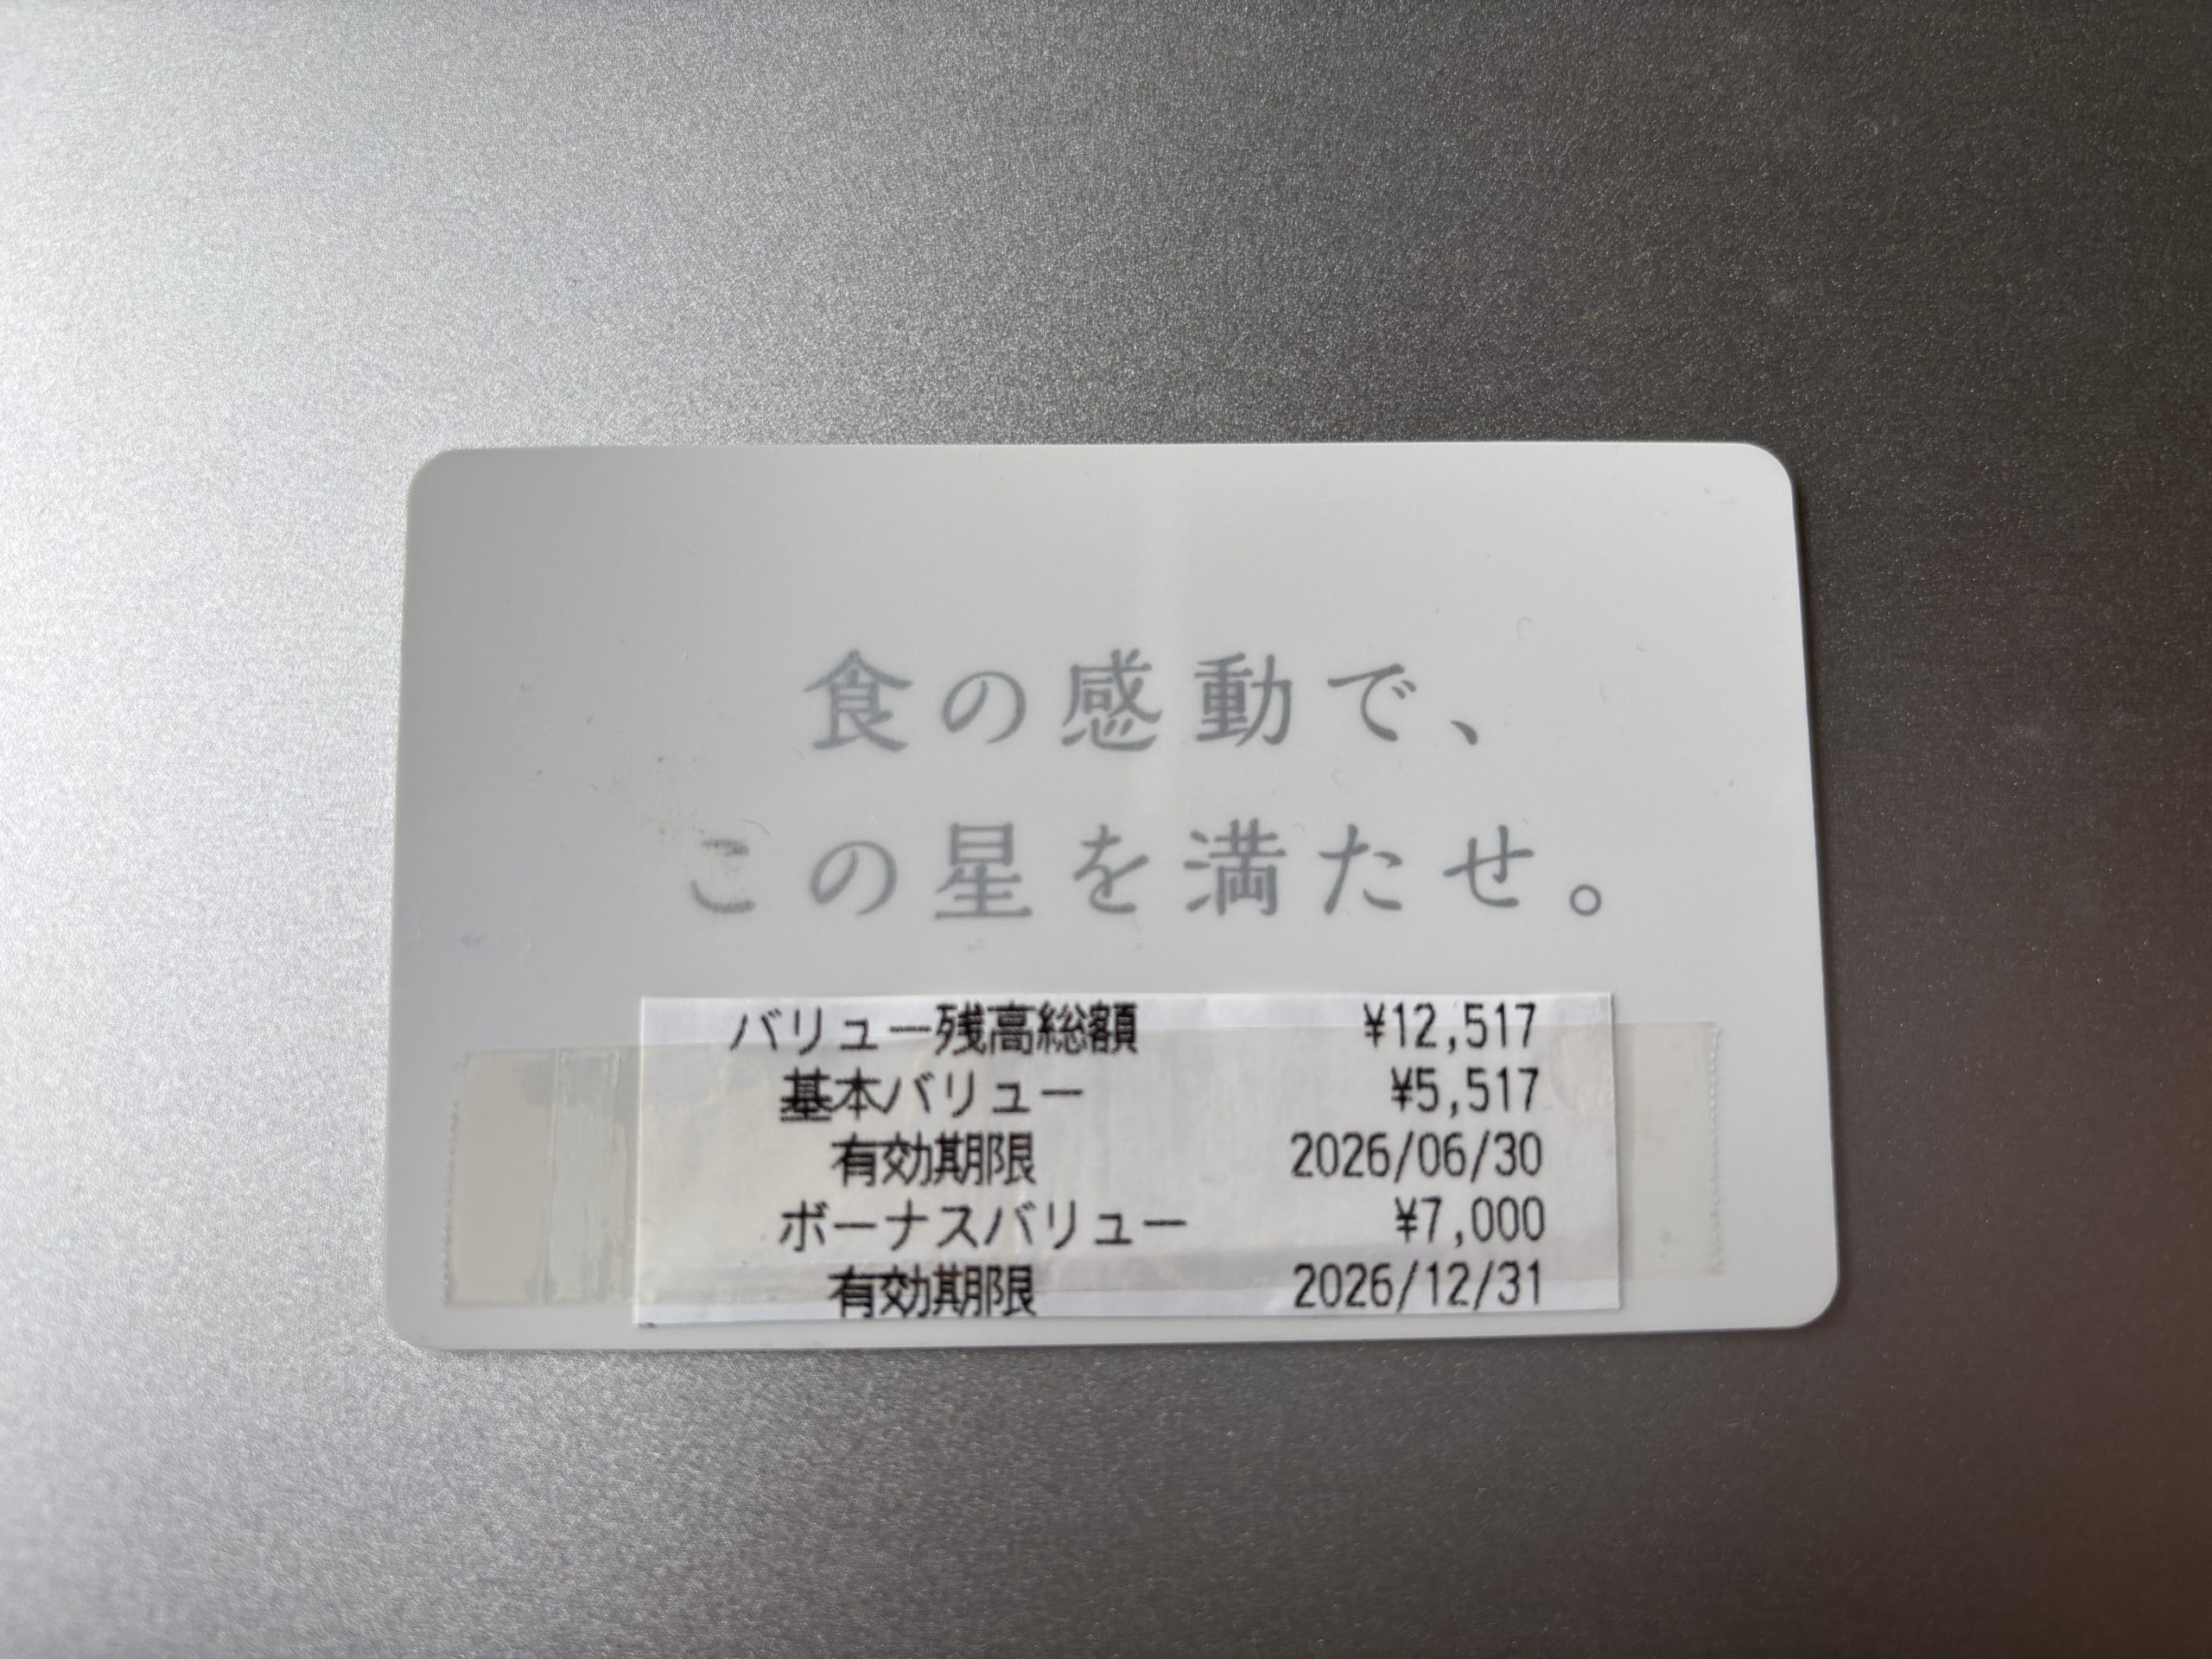 食の感動で、
この星を満たせ。
バリュー残高総額 ¥12,517
基本バリュー ¥5,517
有効期限 2026/06/30
ボーナスバリュー ¥7,000
有効期限 2026/12/31